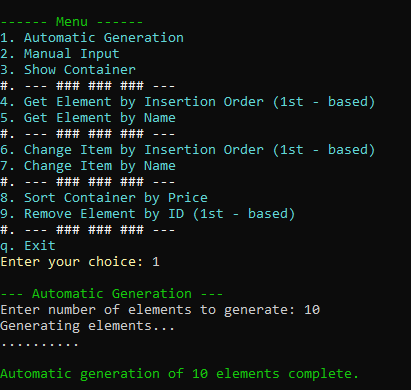 ------ Menu ------
1. Automatic Generation
2. Manual Input
3. Show Container
#. --- ### ### ### ---
4. Get Element by Insertion Order (1st - based)
5. Get Element by Name
#. --- ### ### ### ---
6. Change Item by Insertion Order (1st - based)
7. Change Item by Name
#. --- ### ### ### ---
8. Sort Container by Price
9. Remove Element by ID (1st - based)
#. --- ### ### ### ---
q. Exit
Enter your choice: 1
--- Automatic Generation ---
Enter number of elements to generate: 10
Generating elements...
..........
Automatic generation of 10 elements complete.